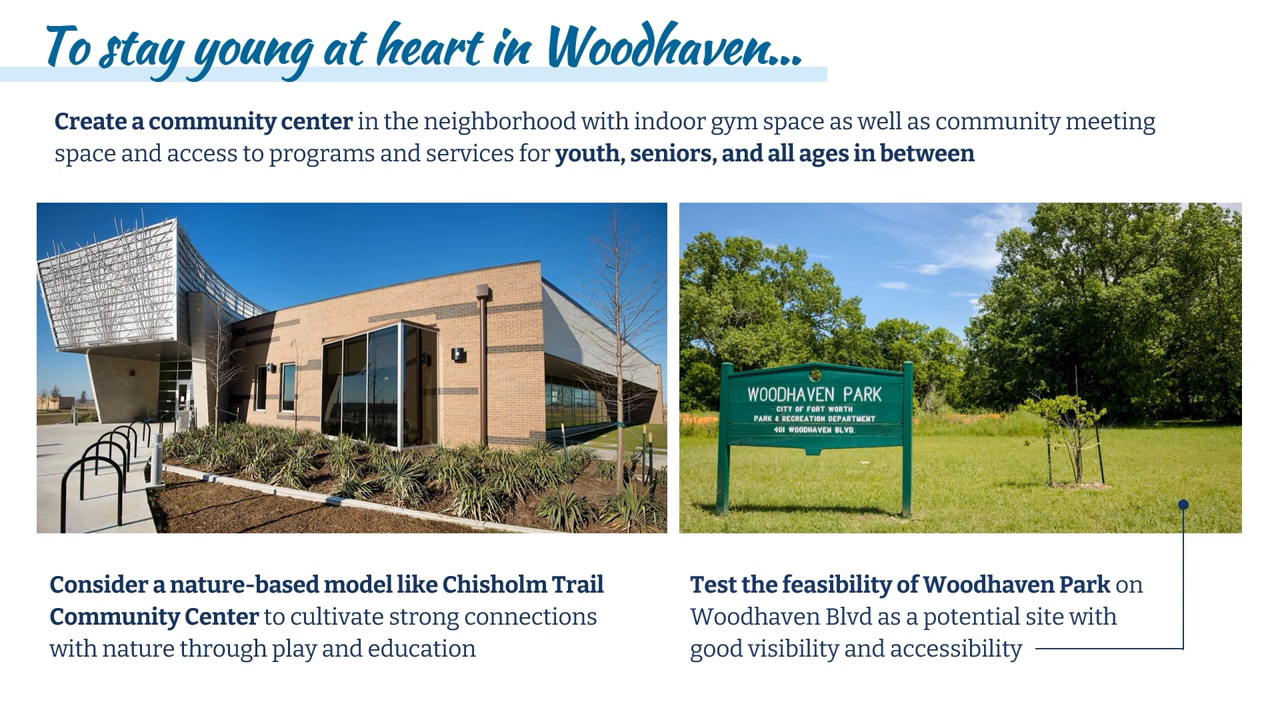 To stay young at heart in Woodhaven...
Create a community center in the neighborhood with indoor gym space as well as community meeting
space and access to programs and services for youth, seniors, and all ages in between
WOODHAVEN PARK
CITY OF FORT WORTH
PARK & RECREATION DEPARTMENT
401 WOODHAVEN BLVD.
Consider a nature-based model like Chisholm Trail
Community Center to cultivate strong connections
with nature through play and education
Test the feasibility of Woodhaven Park on
Woodhaven Blvd as a potential site with
good visibility and accessibility